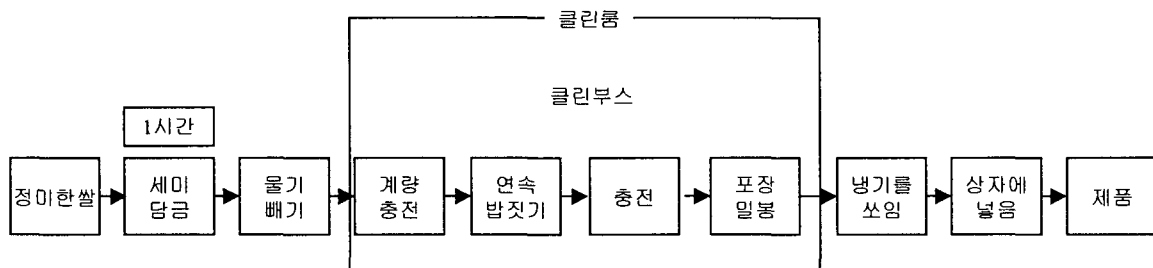 클린룸
클린부스
1시간
정미한쌀
세미
담금
물기
빼기
계량
충전
연속
밥짓기
충전
포장
밀봉
냉기를
쏘임
상자에
넣음
제품